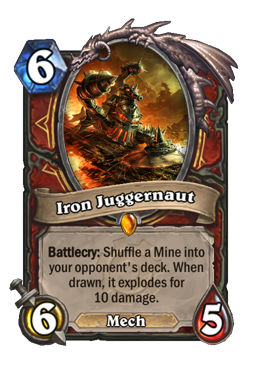 6
Iron Juggernaut
Battlecry: Shuffle a Mine into
your opponent's deck. When
drawn, it explodes for
10 damage.
6
Mech
5